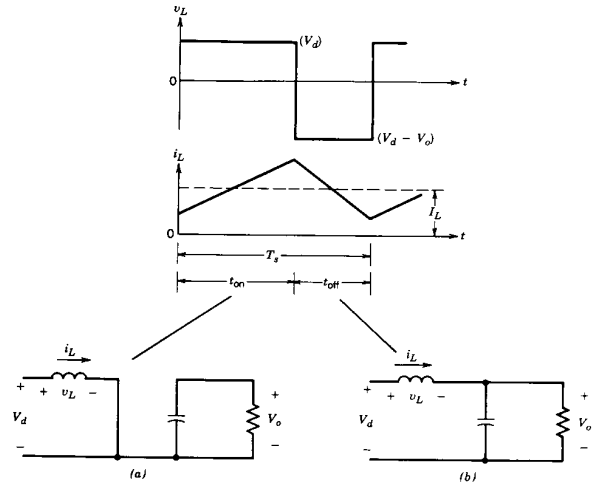 v_L
(V_d)
0
t
(V_d – V_o)
i_L
I_L
0
t
T_s
t_on
t_off
i_L
+ + v_L - +
V_d V_o
- -
(a)
i_L
+ + v_L - +
V_d V_o
- -
(b)